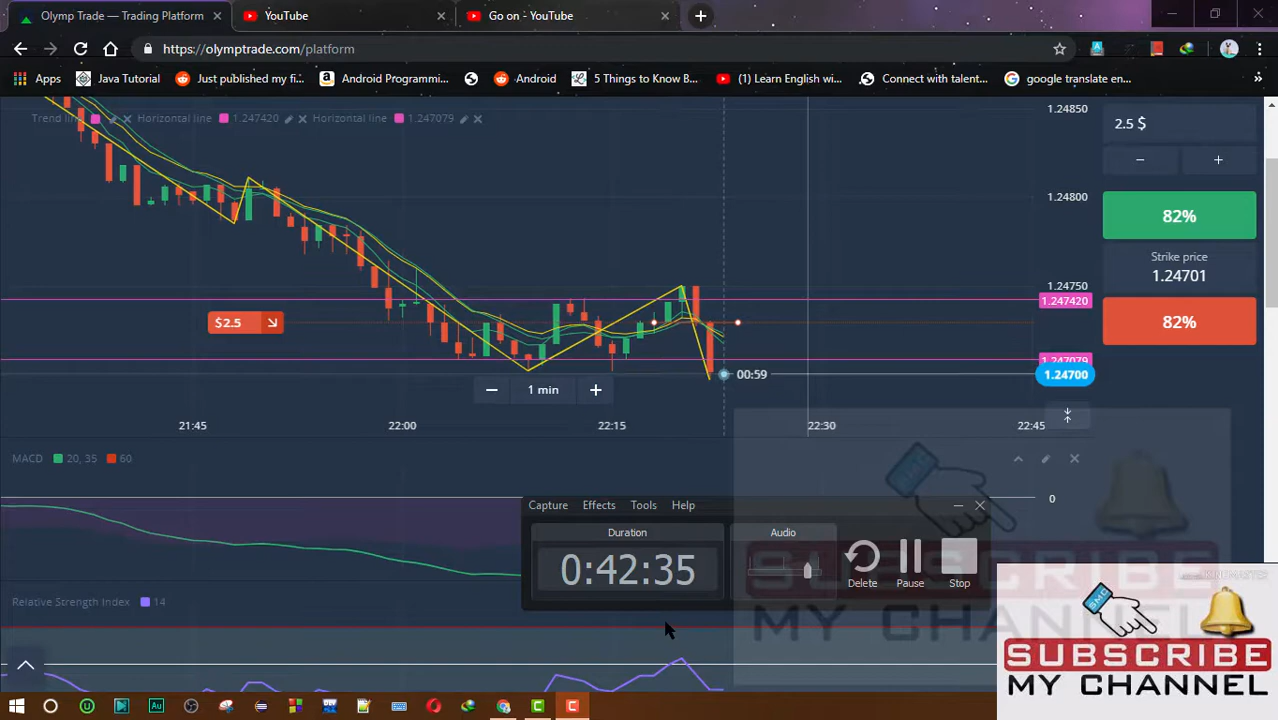 Olymp Trade — Trading Platform
YouTube
Go on - YouTube
https://olymptrade.com/platform
Apps
Java Tutorial
Just published my fi...
Android Programmi...
Android
5 Things to Know B...
(1) Learn English wi...
Connect with talent...
google translate en...
Horizontal line 1.247420
Horizontal line 1.247079
1.24850
1.24800
1.24750
1.247420
1.247079
1.24700
2.5 $
82%
Strike price
1.24701
82%
$2.5
00:59
1 min
21:45
22:00
22:15
22:30
22:45
MACD 20, 35 60
0
Capture Effects Tools Help
Duration
Audio
0:42:35
Delete
Pause
Stop
Relative Strength Index 14
SUBSCRIBE
MY CHANNEL
SMC
SUBSCRIBE
MY CHANNEL